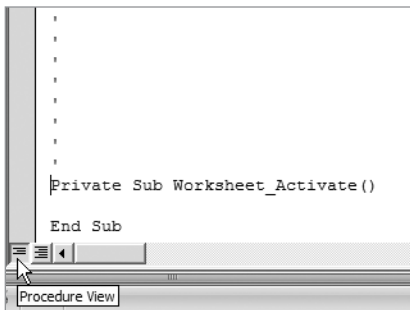 '
'
'
'
'
'
'
'
Private Sub Worksheet_Activate()
End Sub
Procedure View